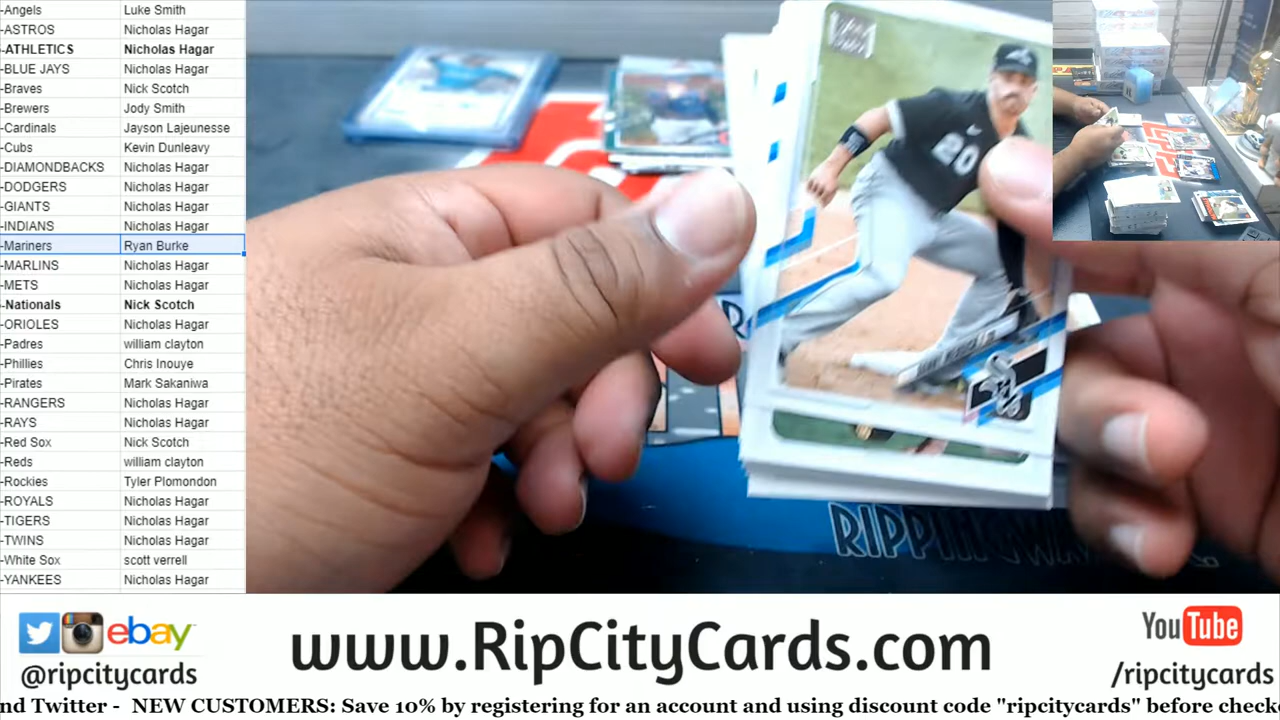 -Angels Luke Smith
-ASTROS Nicholas Hagar
-ATHLETICS Nicholas Hagar
-BLUE JAYS Nicholas Hagar
-Braves Nick Scotch
-Brewers Jody Smith
-Cardinals Jayson Lajeunesse
-Cubs Kevin Dunleavy
-DIAMONDBACKS Nicholas Hagar
-DODGERS Nicholas Hagar
-GIANTS Nicholas Hagar
-INDIANS Nicholas Hagar
-Mariners Ryan Burke
-MARLINS Nicholas Hagar
-METS Nicholas Hagar
-Nationals Nick Scotch
-ORIOLES Nicholas Hagar
-Padres william clayton
-Phillies Chris Inouye
-Pirates Mark Sakaniwa
-RANGERS Nicholas Hagar
-RAYS Nicholas Hagar
-Red Sox Nick Scotch
-Reds william clayton
-Rockies Tyler Plomondon
-ROYALS Nicholas Hagar
-TIGERS Nicholas Hagar
-TWINS Nicholas Hagar
-White Sox scott verrell
-YANKEES Nicholas Hagar
20
ebay
@ripcitycards
www.RipCityCards.com
YouTube
/ripcitycards
nd Twitter - NEW CUSTOMERS: Save 10% by registering for an account and using discount code "ripcitycards" before check